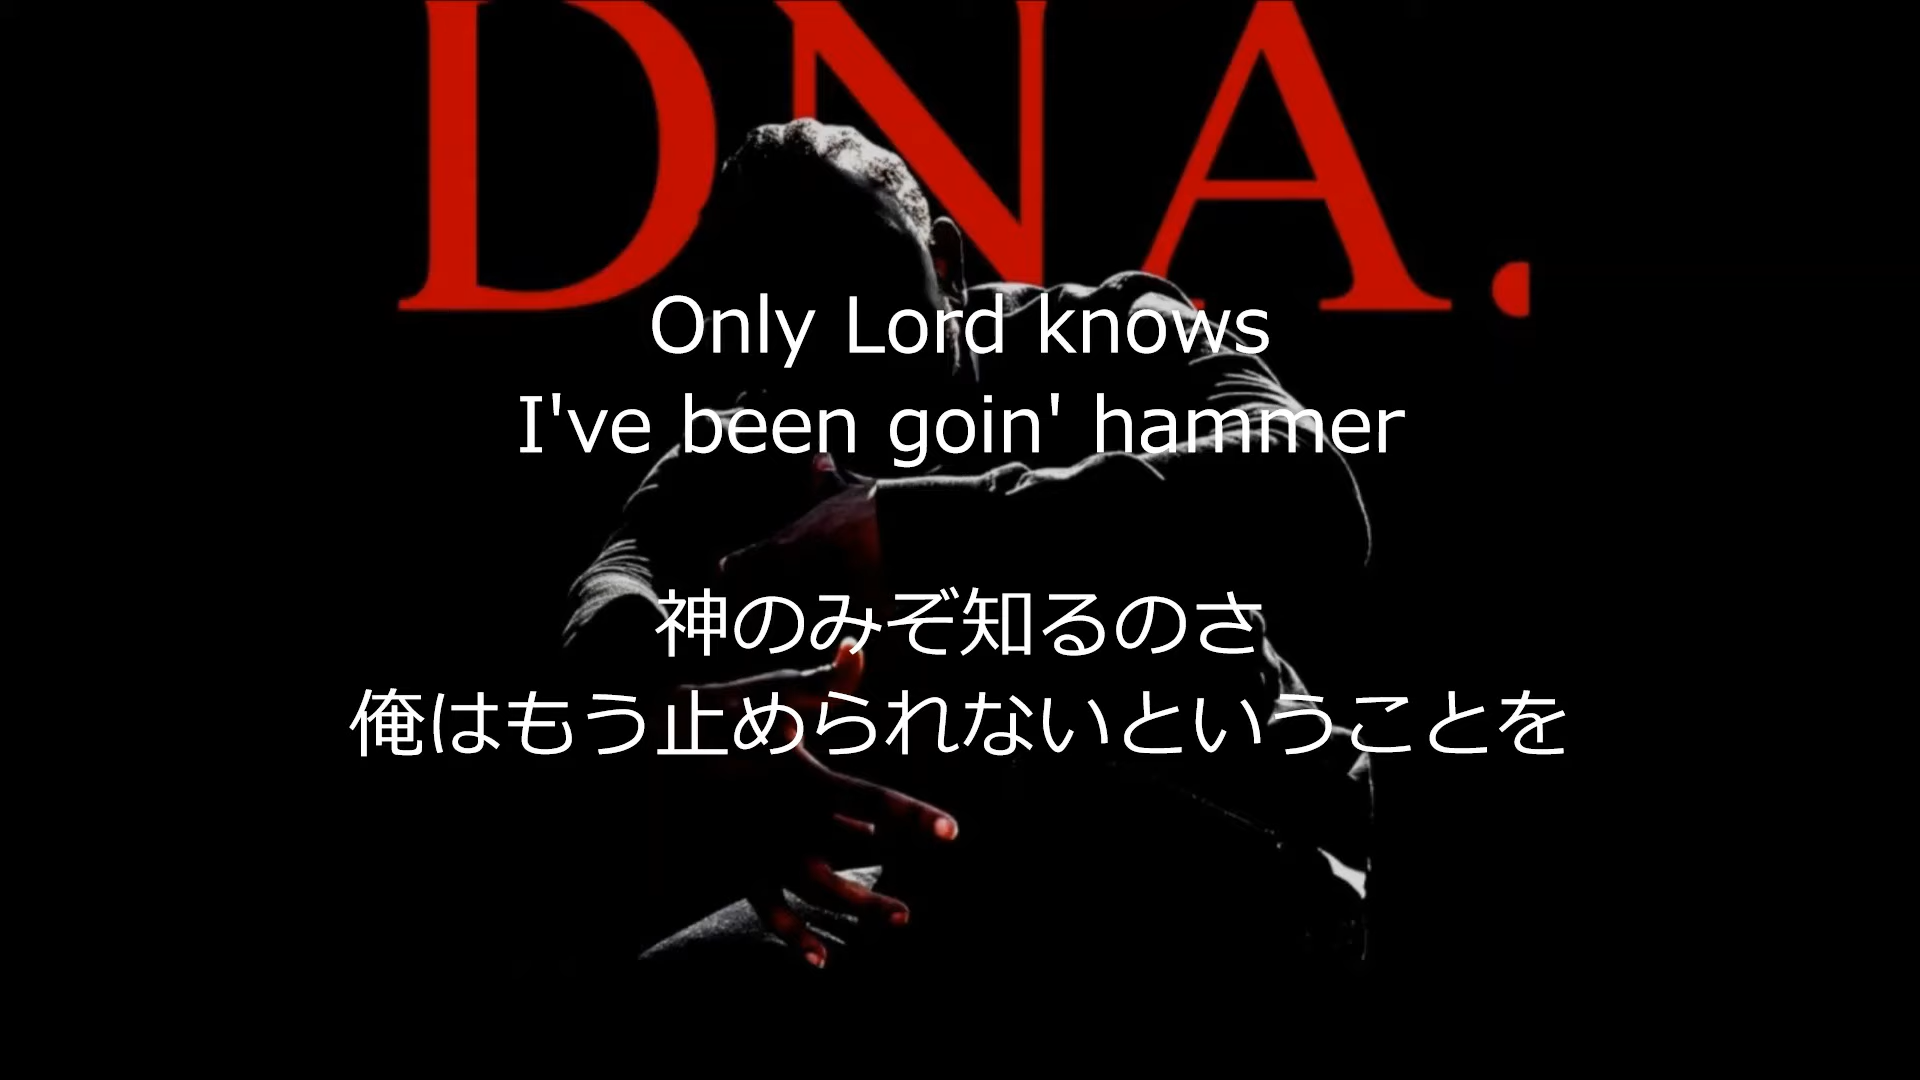 DNA.
Only Lord knows
I've been goin' hammer
神のみぞ知るのさ
俺はもう止められないということを